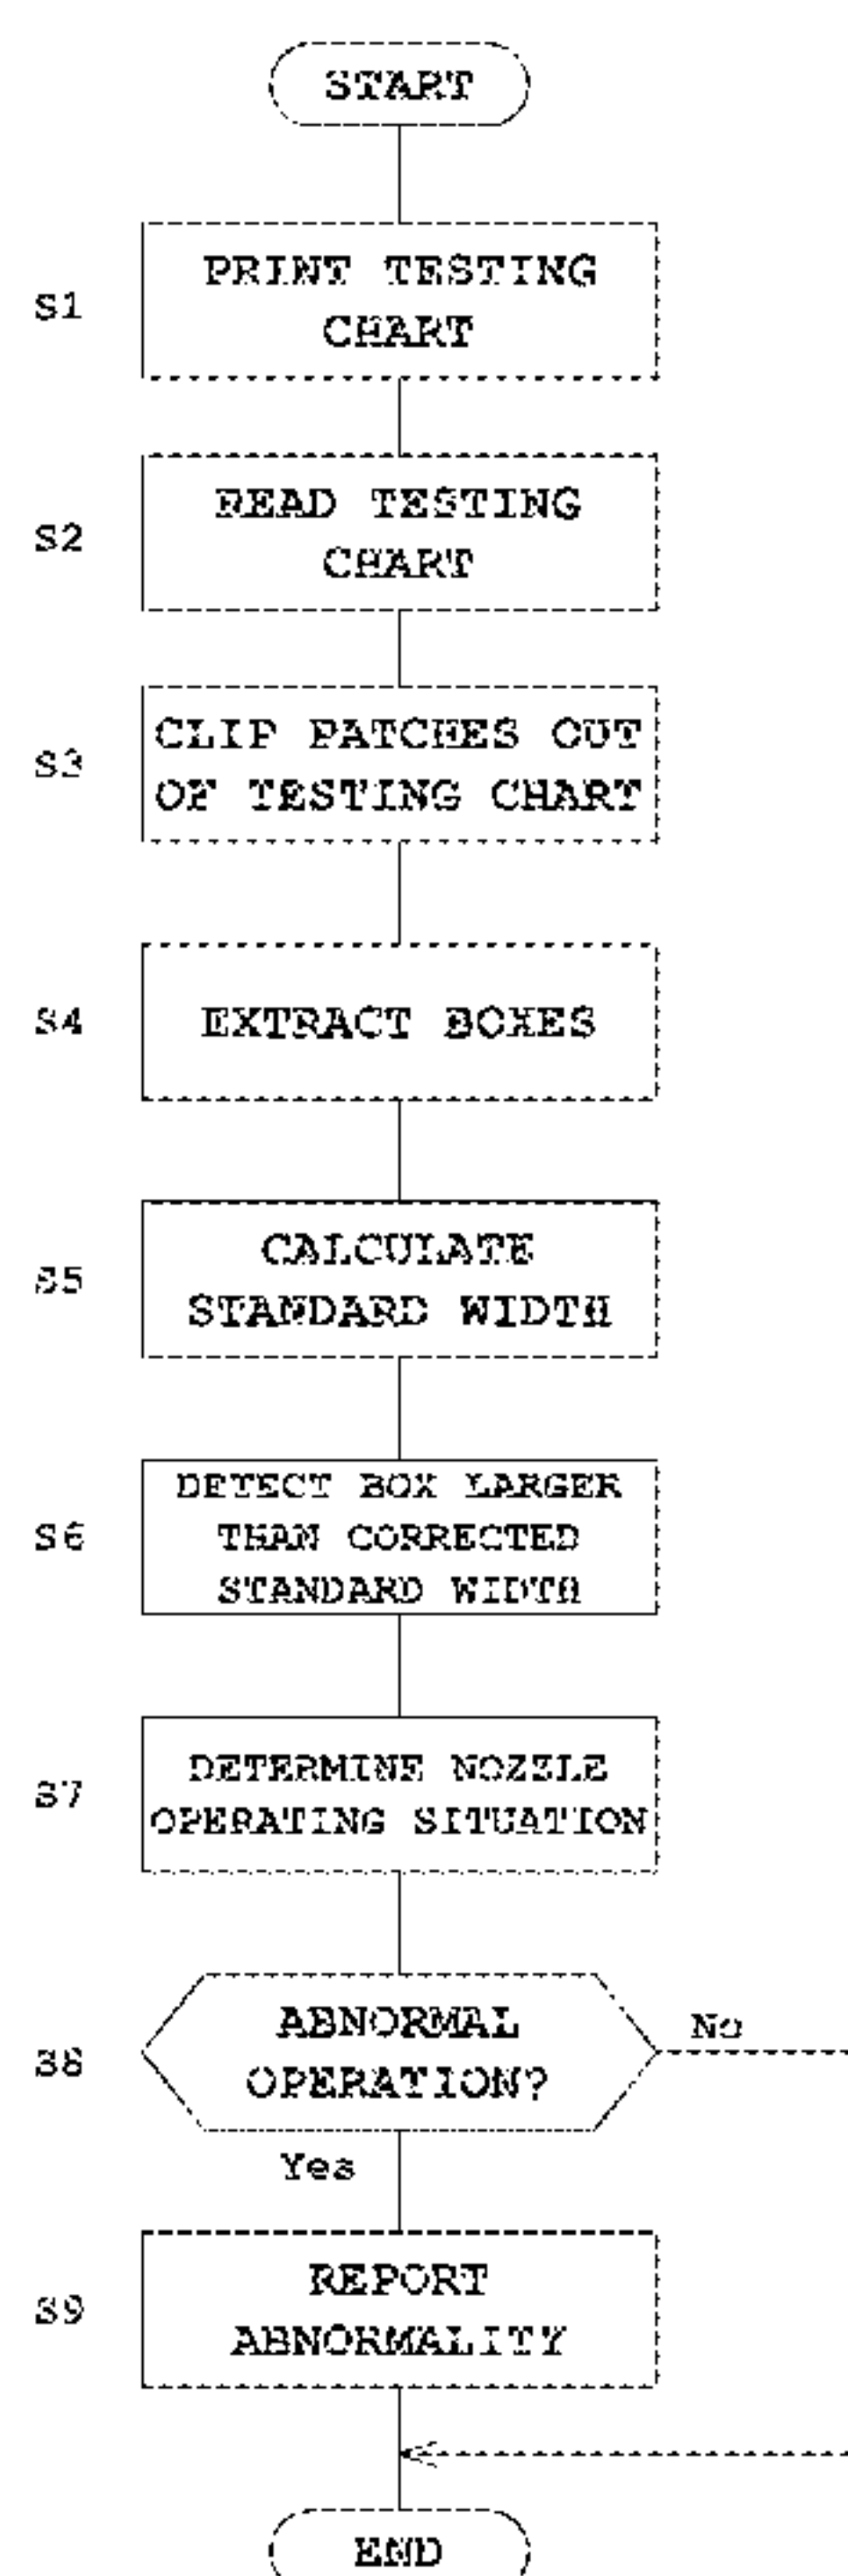 START
S1
PRINT TESTING
CHART
S2
READ TESTING
CHART
S3
CLIP PATCHES OUT
OF TESTING CHART
S4
EXTRACT BOXES
S5
CALCULATE
STANDARD WIDTH
S6
DETECT BOX LARGER
THAN CORRECTED
STANDARD WIDTH
S7
DETERMINE NOZZLE
OPERATING SITUATION
S8
ABNORMAL
OPERATION?
No
Yes
S9
REPORT
ABNORMALITY
END